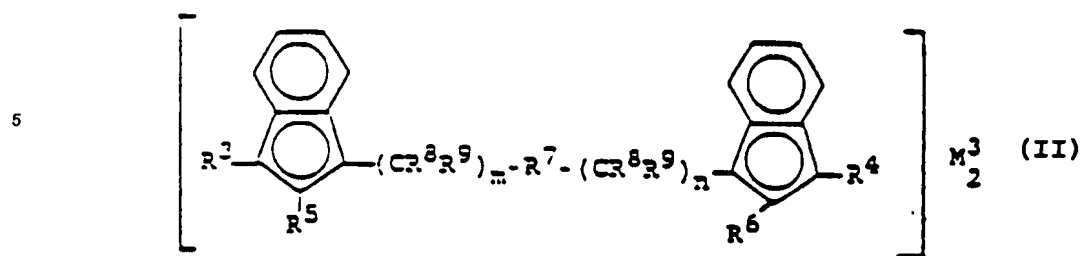 5
R³ (CR⁸R⁹)ₘ-R⁷-(CR⁸R⁹)ₙ R⁴ M³₂ (II)
R⁵ R⁶